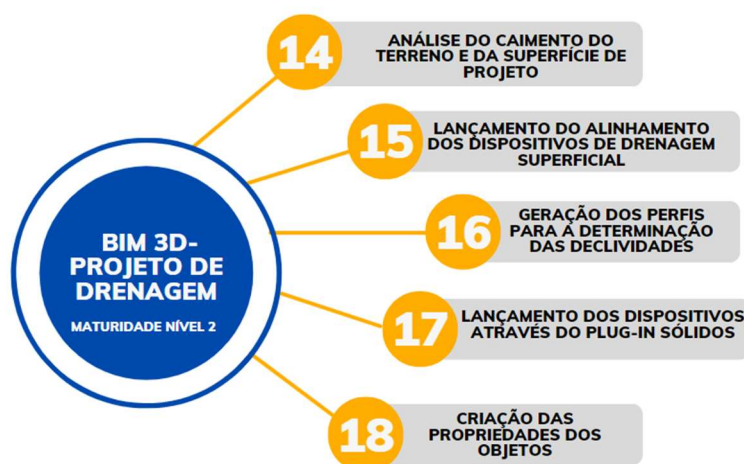 14
ANÁLISE DO CAIMENTO DO
TERRENO E DA SUPERFÍCIE DE
PROJETO
15
LANÇAMENTO DO ALINHAMENTO
DOS DISPOSITIVOS DE DRENAGEM
SUPERFICIAL
BIM 3D-
PROJETO DE
DRENAGEM
MATURIDADE NÍVEL 2
16
GERAÇÃO DOS PERFIS
PARA A DETERMINAÇÃO
DAS DECLIVIDADES
17
LANÇAMENTO DOS DISPOSITIVOS
ATRAVÉS DO PLUG-IN SÓLIDOS
18
CRIAÇÃO DAS
PROPRIEDADES DOS
OBJETOS